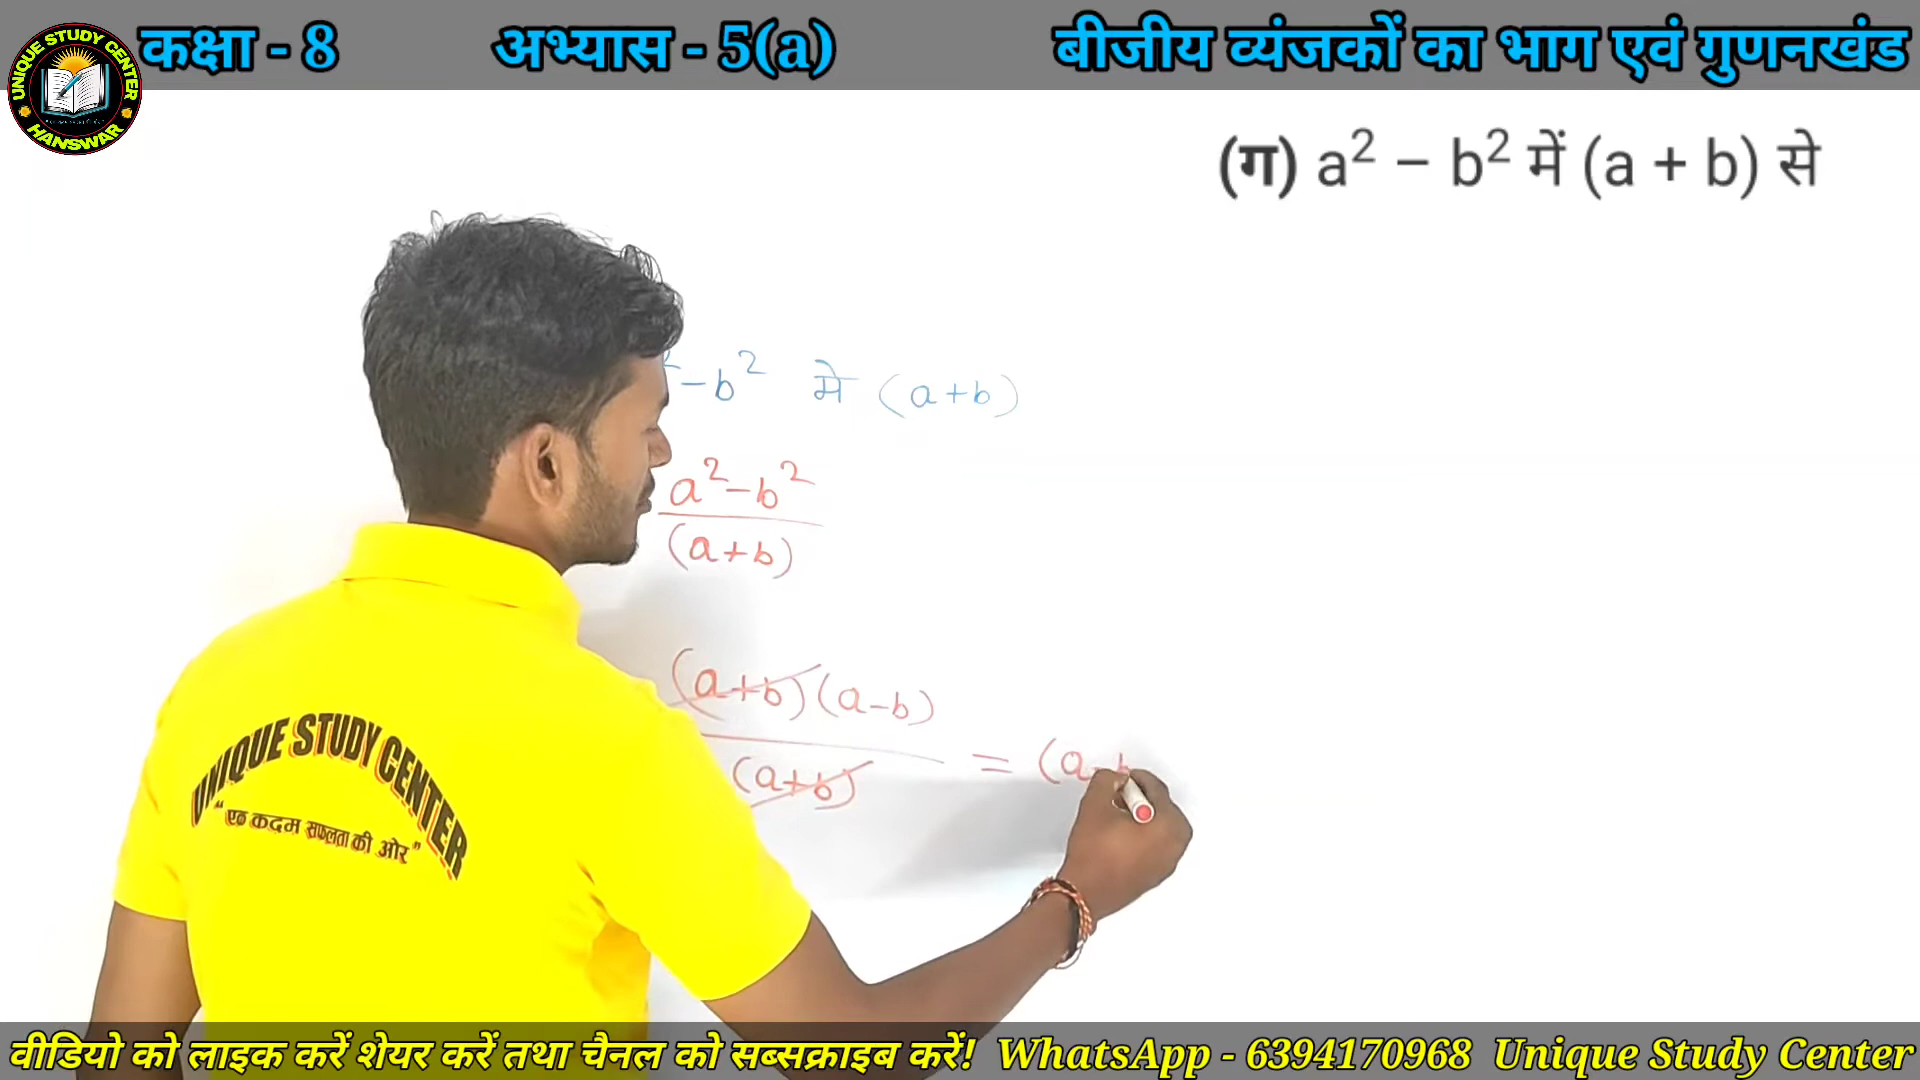 कक्षा - 8 अभ्यास - 5(a) बीजीय व्यंजकों का भाग एवं गुणनखंड
UNIQUE STUDY CENTER
HANSWAR
(ग) a² – b² में (a + b) से
² – b² मे (a+b)
a² – b²
(a+b)
(a+b)(a-b)
(a+b)
= (a-b
UNIQUE STUDY CENTER
“एक कदम सफलता की ओर”
वीडियो को लाइक करें शेयर करें तथा चैनल को सब्सक्राइब करें! WhatsApp - 6394170968 Unique Study Center